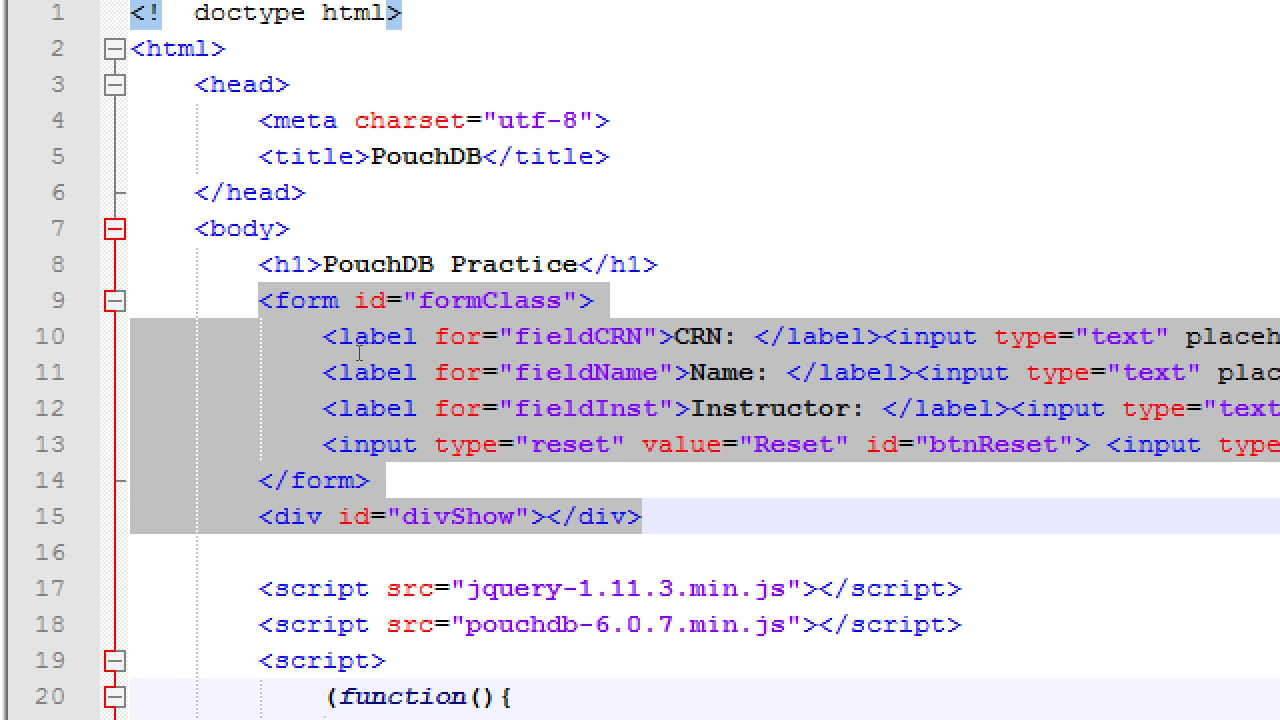 1 <! doctype html>
2 <html>
3 <head>
4 <meta charset="utf-8">
5 <title>PouchDB</title>
6 </head>
7 <body>
8 <h1>PouchDB Practice</h1>
9 <form id="formClass">
10 <label for="fieldCRN">CRN: </label><input type="text" placeh
11 <label for="fieldName">Name: </label><input type="text" plac
12 <label for="fieldInst">Instructor: </label><input type="text
13 <input type="reset" value="Reset" id="btnReset"> <input type
14 </form>
15 <div id="divShow"></div>
16
17 <script src="jquery-1.11.3.min.js"></script>
18 <script src="pouchdb-6.0.7.min.js"></script>
19 <script>
20 (function(){